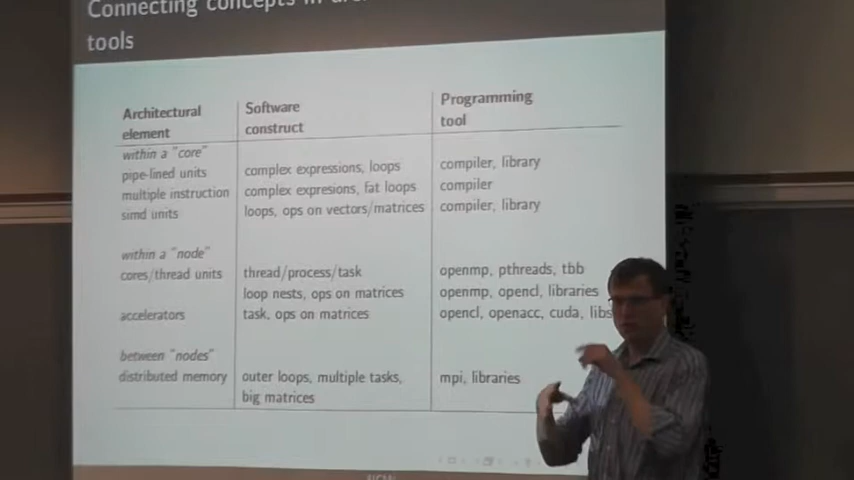 Connecting concepts in
tools
Architectural element Software construct Programming tool
within a "core"
pipe-lined units complex expressions, loops compiler, library
multiple instruction complex expresions, fat loops compiler
simd units loops, ops on vectors/matrices compiler, library
within a "node"
cores/thread units thread/process/task openmp, pthreads, tbb
loop nests, ops on matrices openmp, opencl, libraries
accelerators task, ops on matrices opencl, openacc, cuda, libs
between "nodes"
distributed memory outer loops, multiple tasks, mpi, libraries
big matrices